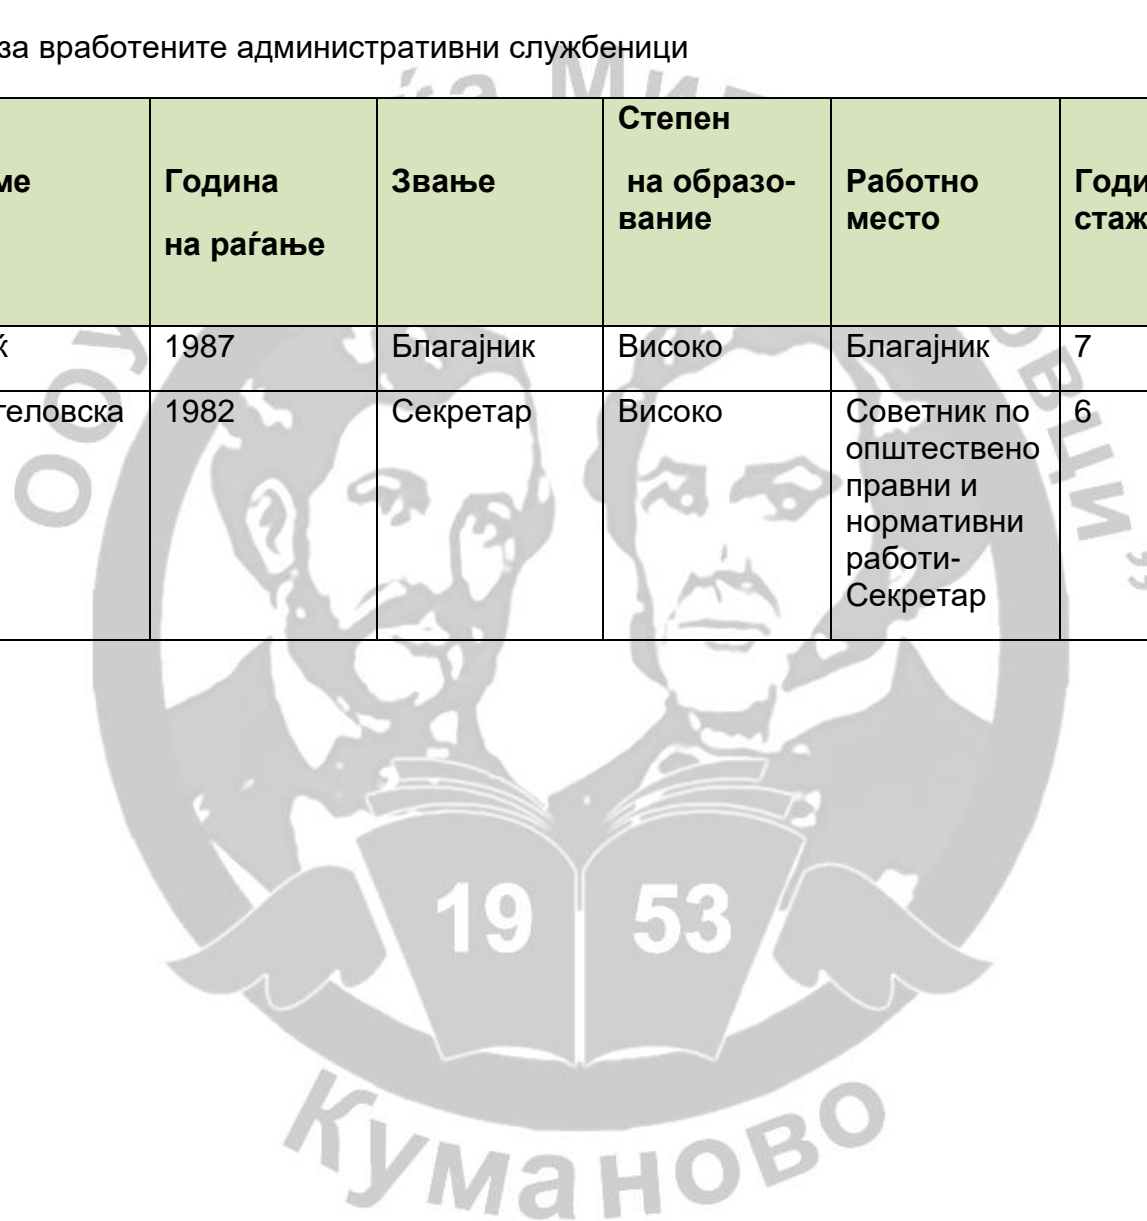 за вработените административни службеници
ме
Година
на раѓање
Звање
Степен
на образо-
вание
Работно
место
Годи
стаж
ќ
1987
Благајник
Високо
Благајник
7
геловска
1982
Секретар
Високо
Советник по
општествено
правни и
нормативни
работи-
Секретар
6
19 53
Куманово